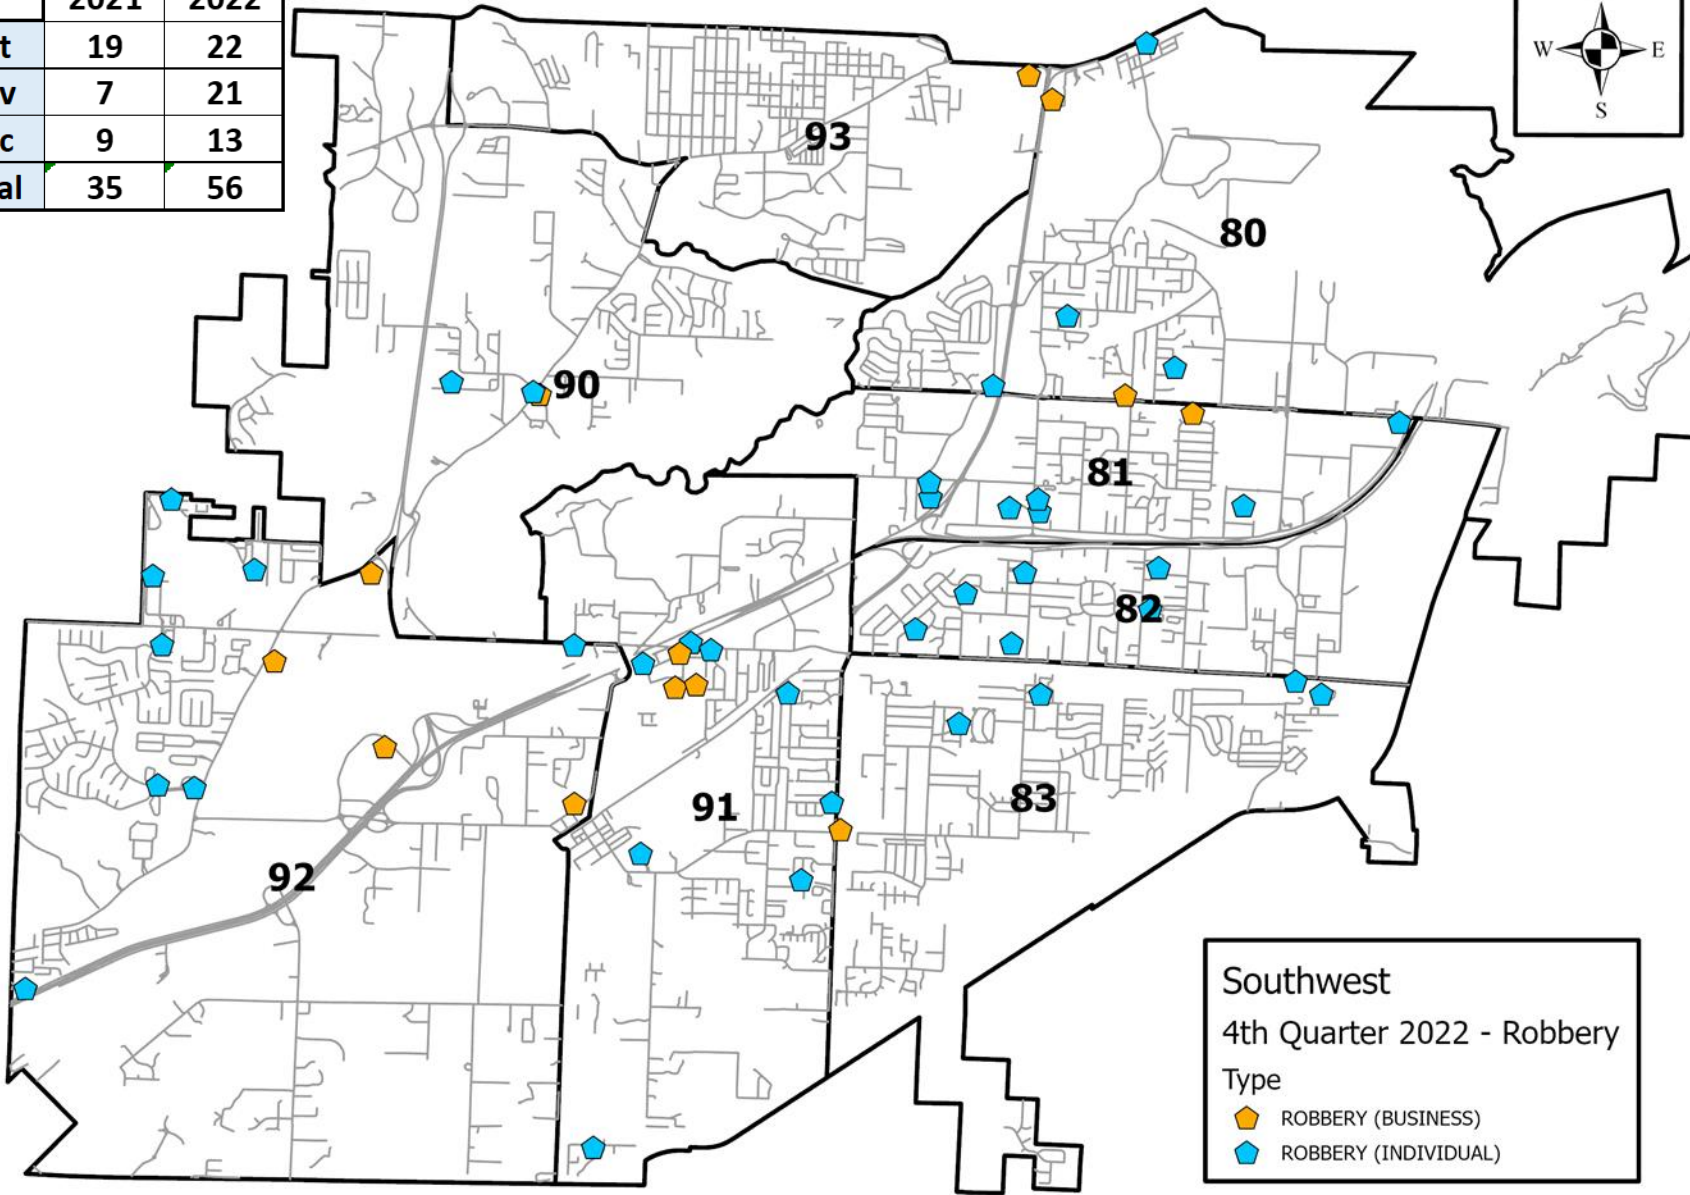 2021 2022
t 19 22
v 7 21
c 9 13
al 35 56
W E
S
93
80
90
81
82
91
83
92
Southwest
4th Quarter 2022 - Robbery
Type
ROBBERY (BUSINESS)
ROBBERY (INDIVIDUAL)